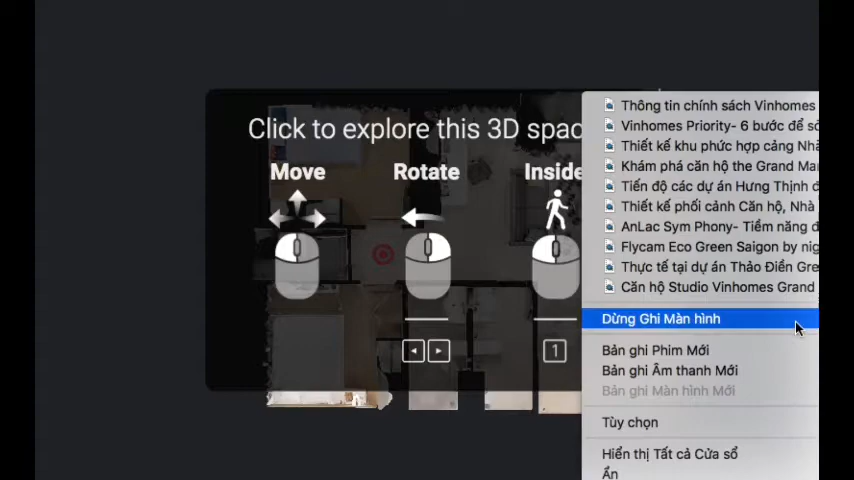 Click to explore this 3D spac
Move
Rotate
Inside
1
Thông tin chính sách Vinhomes
Vinhomes Priority- 6 bước để sở
Thiết kế khu phức hợp cảng Nhà
Khám phá căn hộ the Grand Ma
Tiến độ các dự án Hưng Thịnh đ
Thiết kế phối cảnh Căn hộ, Nhà
AnLac Sym Phony- Tiềm năng đ
Flycam Eco Green Saigon by nig
Thực tế tại dự án Thảo Điền Gre
Căn hộ Studio Vinhomes Grand
Dừng Ghi Màn hình
Bản ghi Phim Mới
Bản ghi Âm thanh Mới
Bản ghi Màn hình Mới
Tùy chọn
Hiển thị Tất cả Cửa sổ
Ẩn